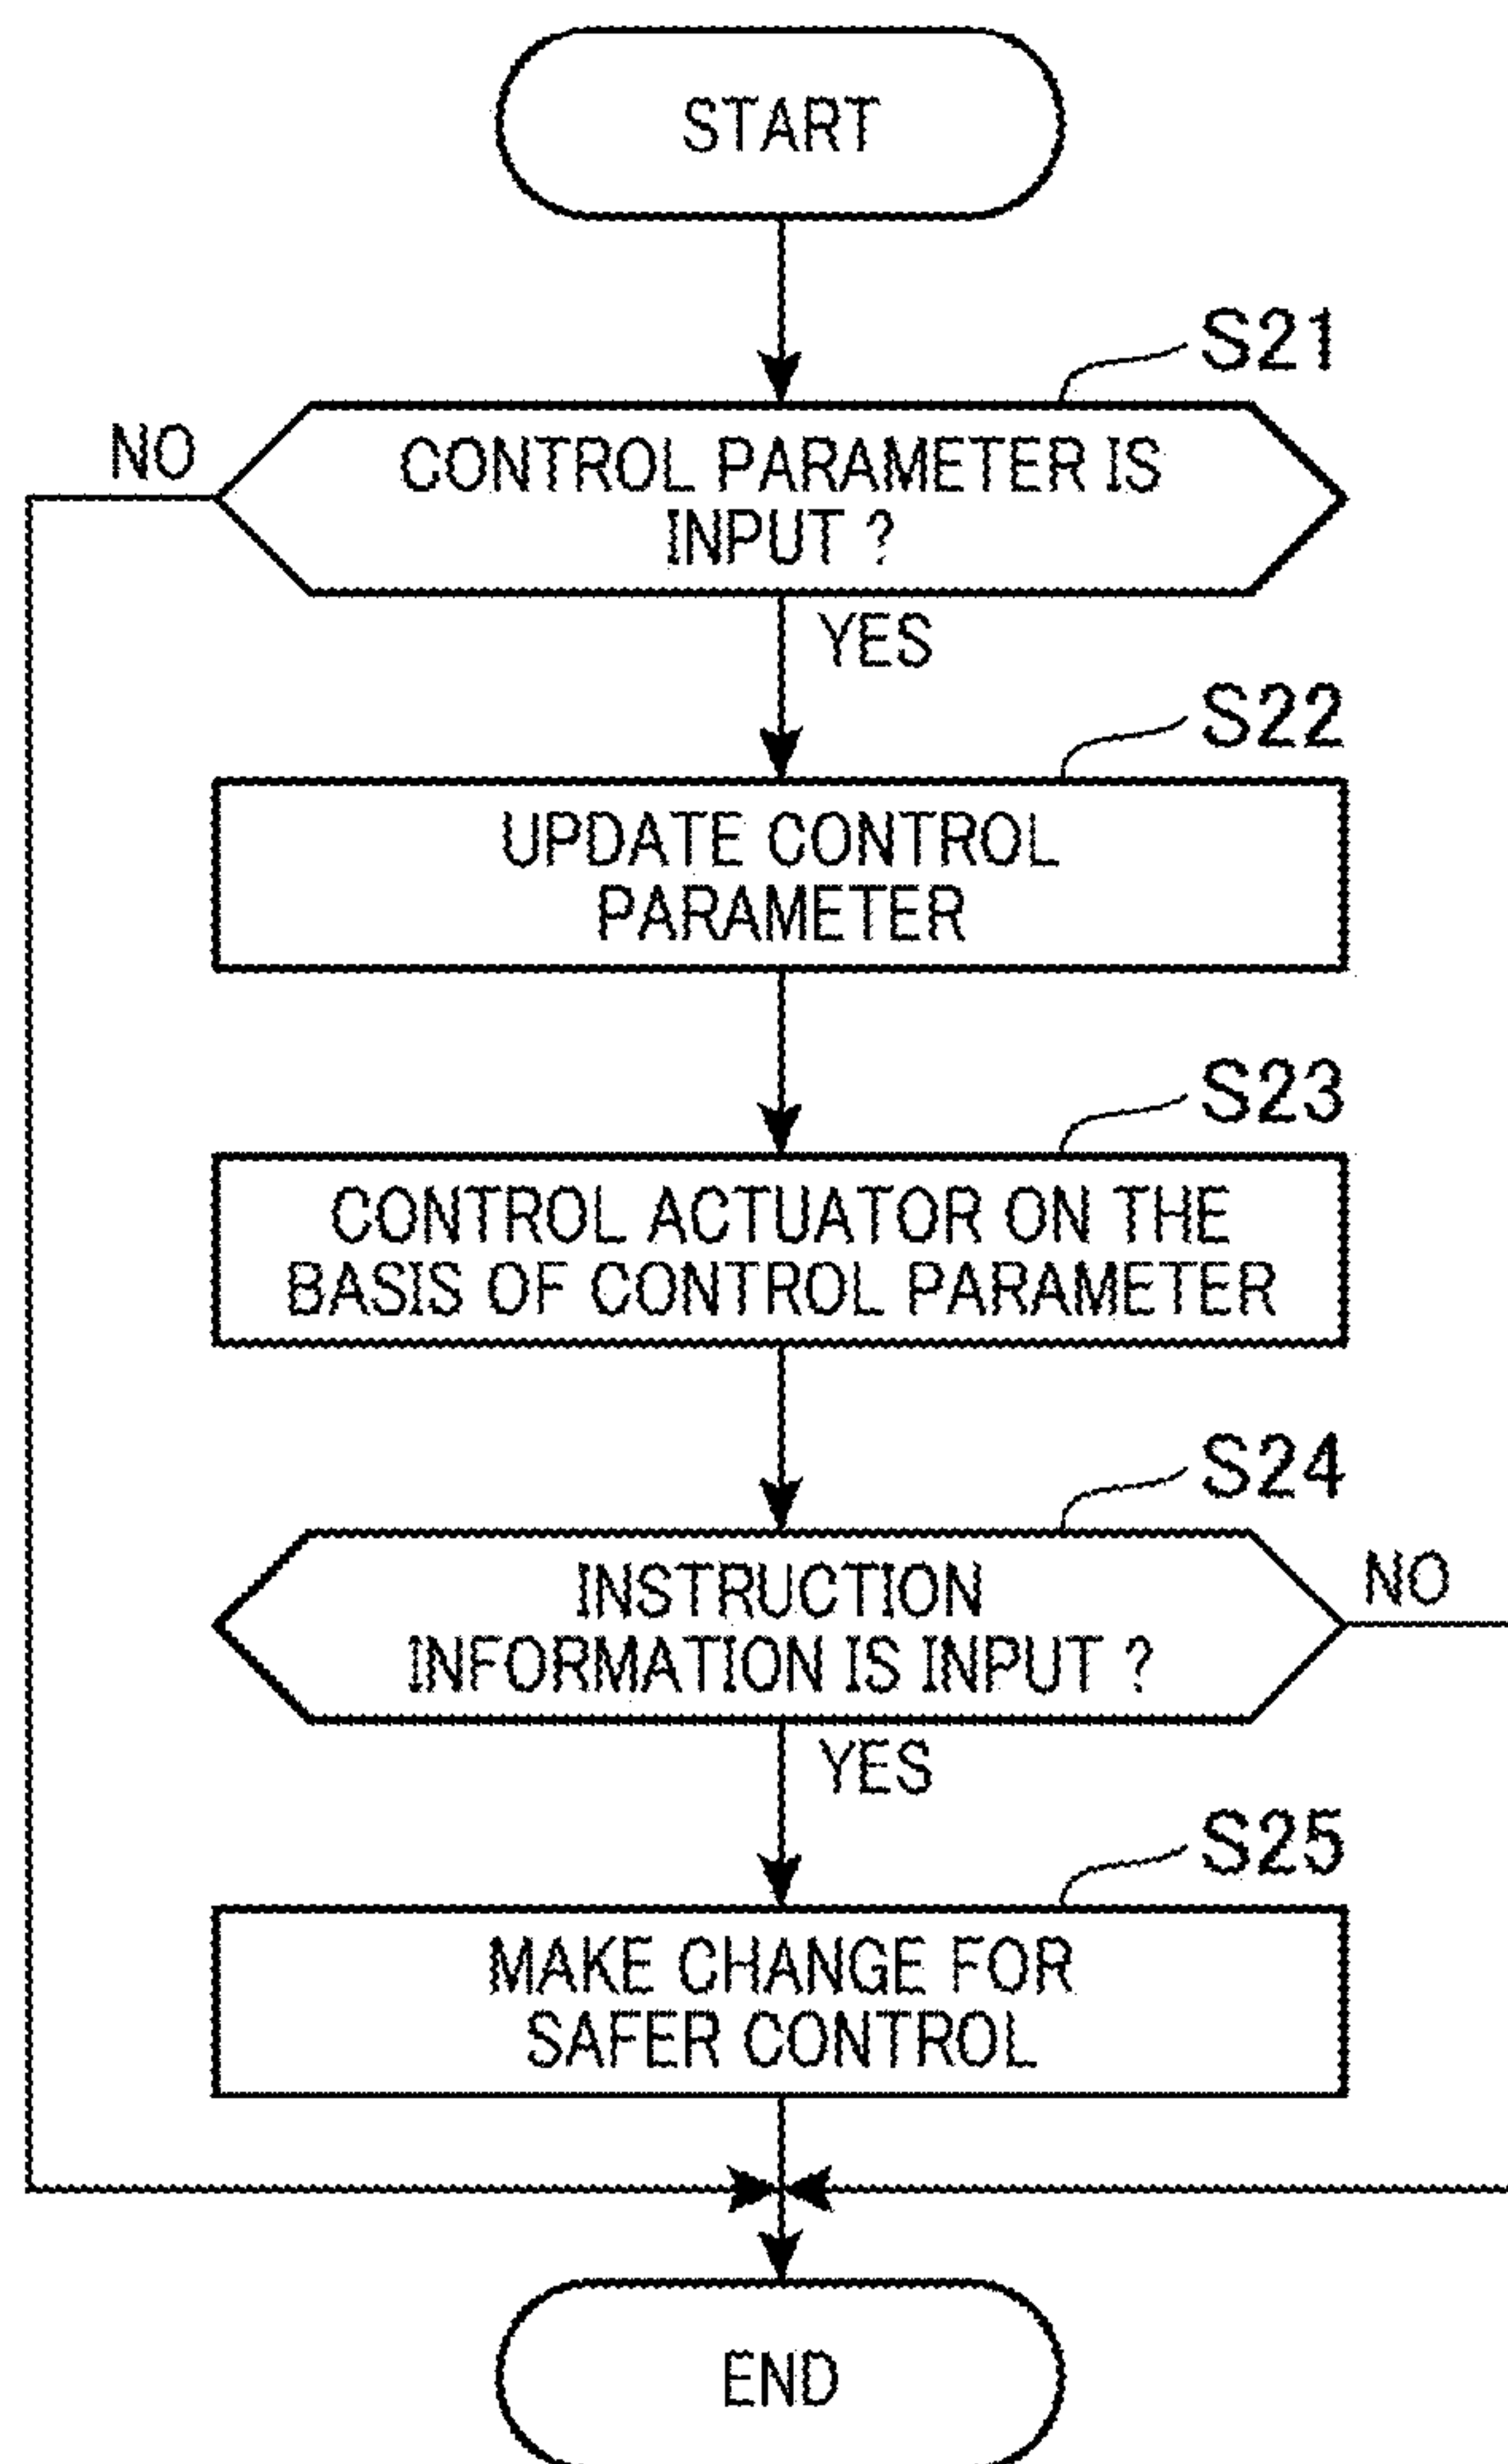 START
S21
NO
CONTROL PARAMETER IS
INPUT ?
YES
S22
UPDATE CONTROL
PARAMETER
S23
CONTROL ACTUATOR ON THE
BASIS OF CONTROL PARAMETER
S24
INSTRUCTION
INFORMATION IS INPUT ?
NO
YES
S25
MAKE CHANGE FOR
SAFER CONTROL
END